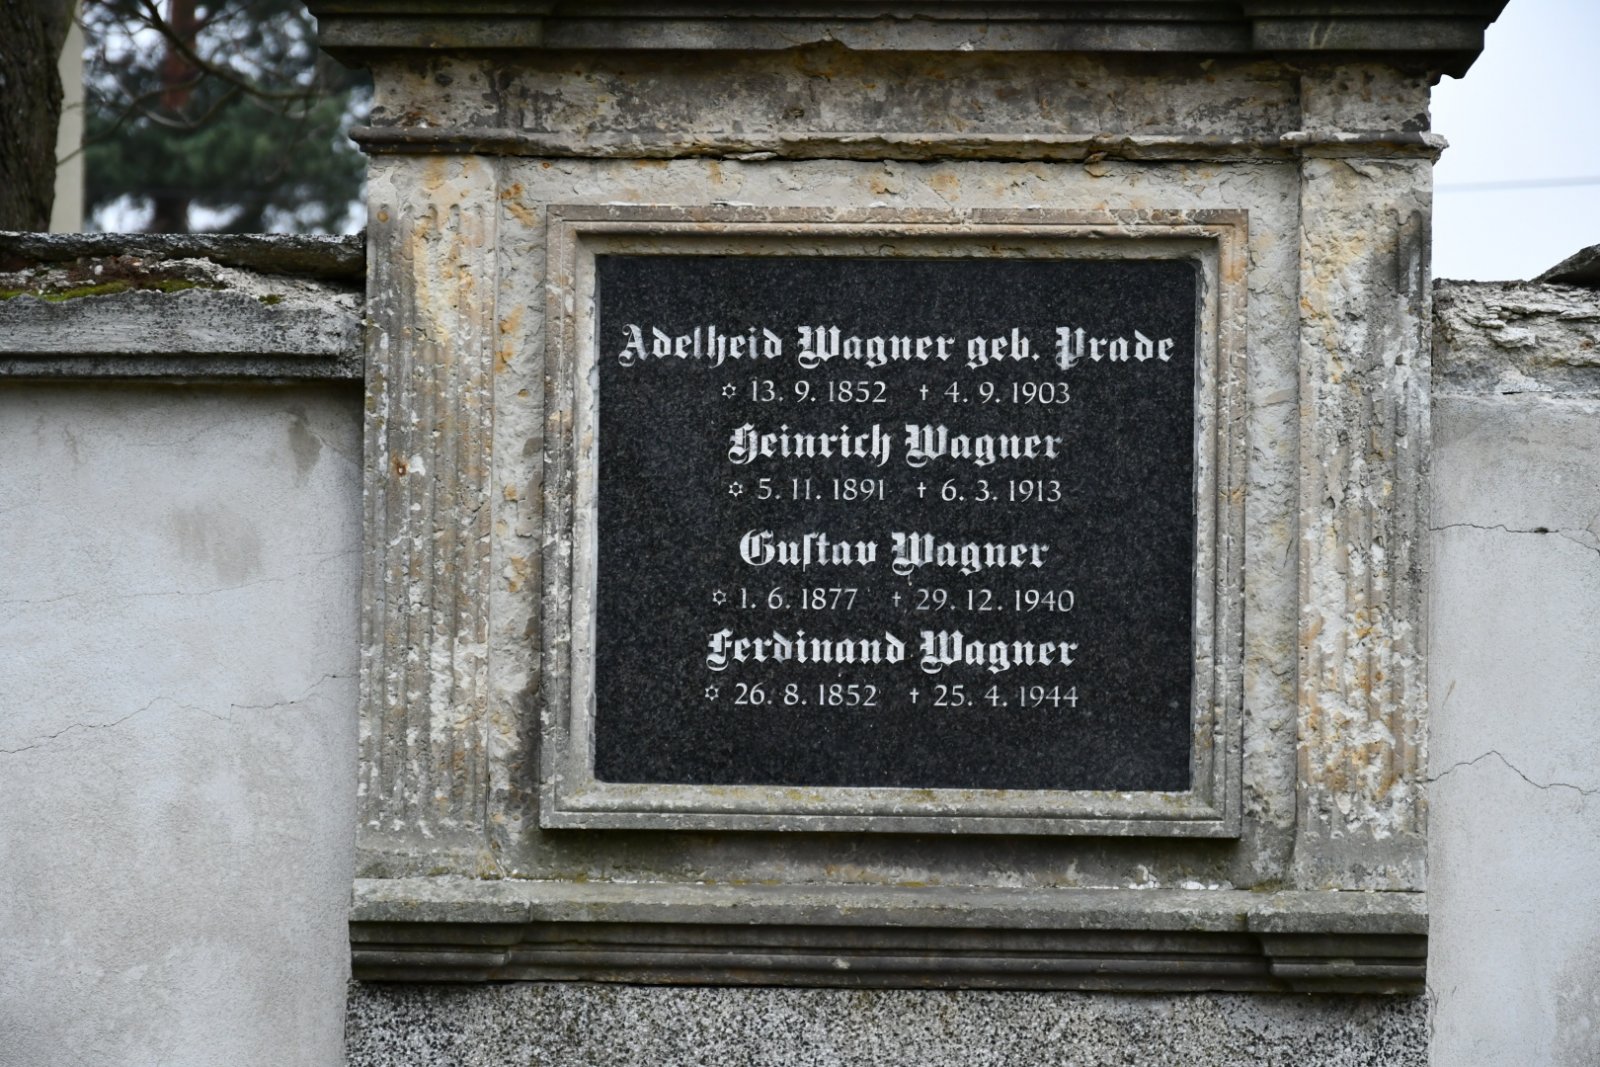 Adelheid Wagner geb. Prade
✡ 13. 9. 1852 † 4. 9. 1903
Heinrich Wagner
✡ 5. 11. 1891 † 6. 3. 1913
Guſtav Wagner
✡ 1. 6. 1877 † 29. 12. 1940
Ferdinand Wagner
✡ 26. 8. 1852 † 25. 4. 1944